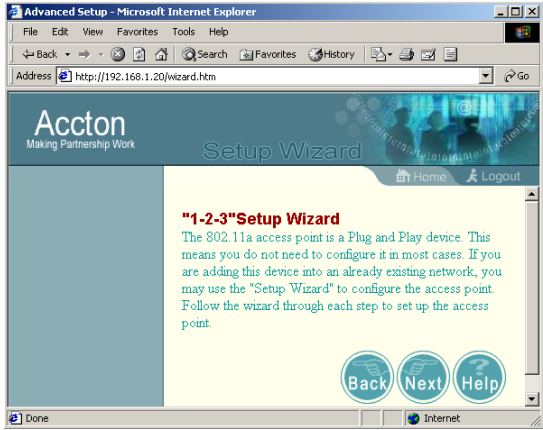 Advanced Setup - Microsoft Internet Explorer
File Edit View Favorites Tools Help
Back Search Favorites History
Address http://192.168.1.20/wizard.htm Go
Accton
Making Partnership Work
Setup Wizard
@
Home Logout
"1-2-3"Setup Wizard
The 802.11a access point is a Plug and Play device. This
means you do not need to configure it in most cases. If you
are adding this device into an already existing network, you
may use the "Setup Wizard" to configure the access point.
Follow the wizard through each step to set up the access
point.
Back Next Help
Done Internet